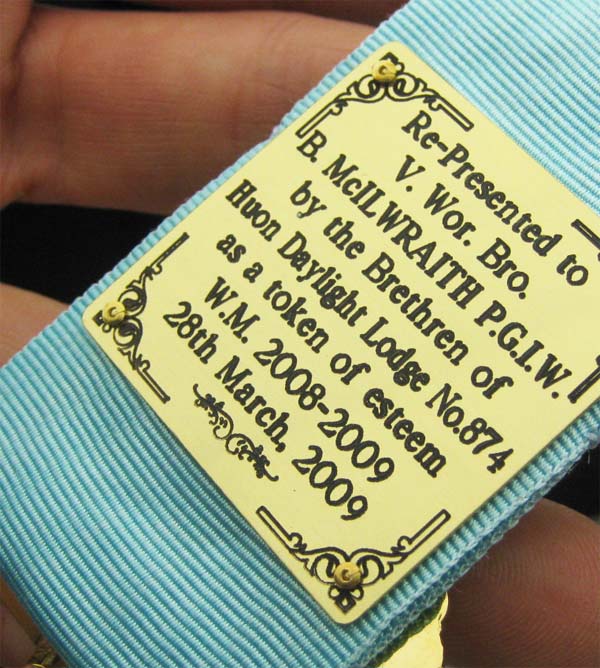 Re-Presented to
V. Wor. Bro.
B. McILWRAITH P.G.I.W.
by the Brethren of
Huon Daylight Lodge No.874
as a token of esteem
W.M. 2008-2009
28th March, 2009